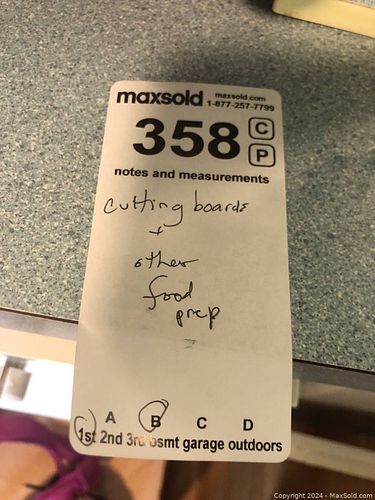 maxsold maxsold.com
1-877-257-7799
358 C
P
notes and measurements
cutting boards
+
other
food
prep
A B C D
1st 2nd 3rd bsmt garage outdoors
Copyright 2024 - MaxSold.com